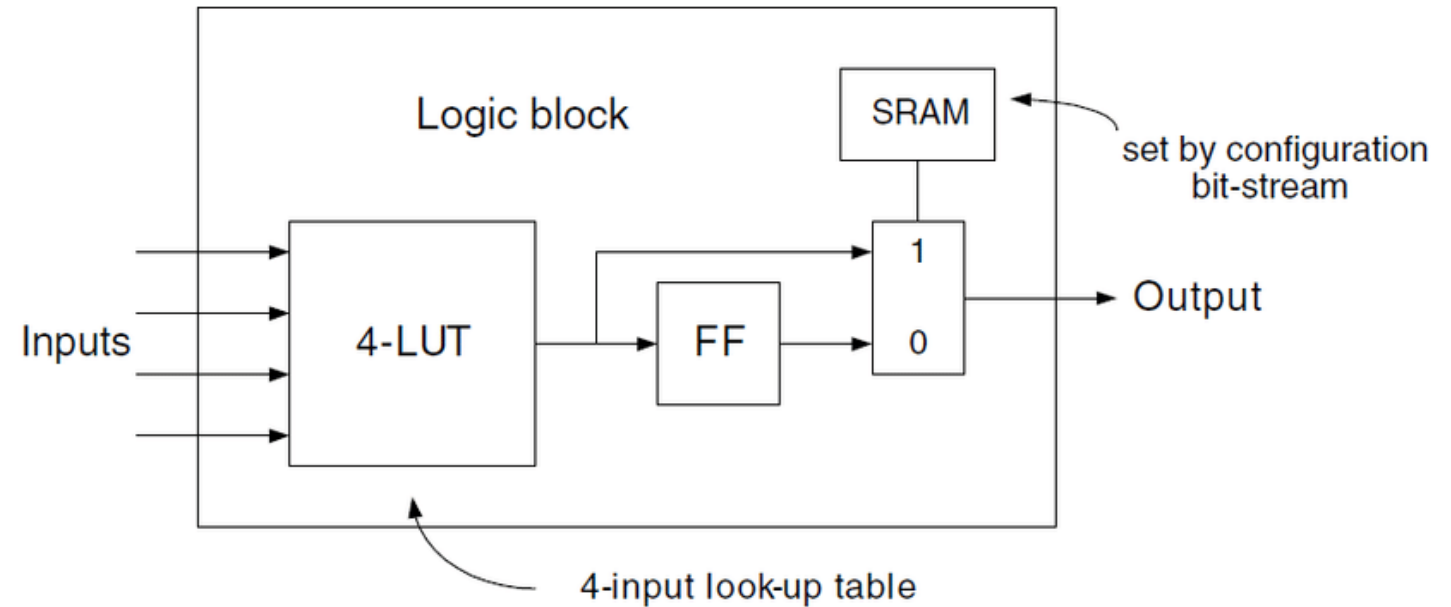 Logic block
SRAM
set by configuration
bit-stream
Inputs
4-LUT
FF
1
0
Output
4-input look-up table